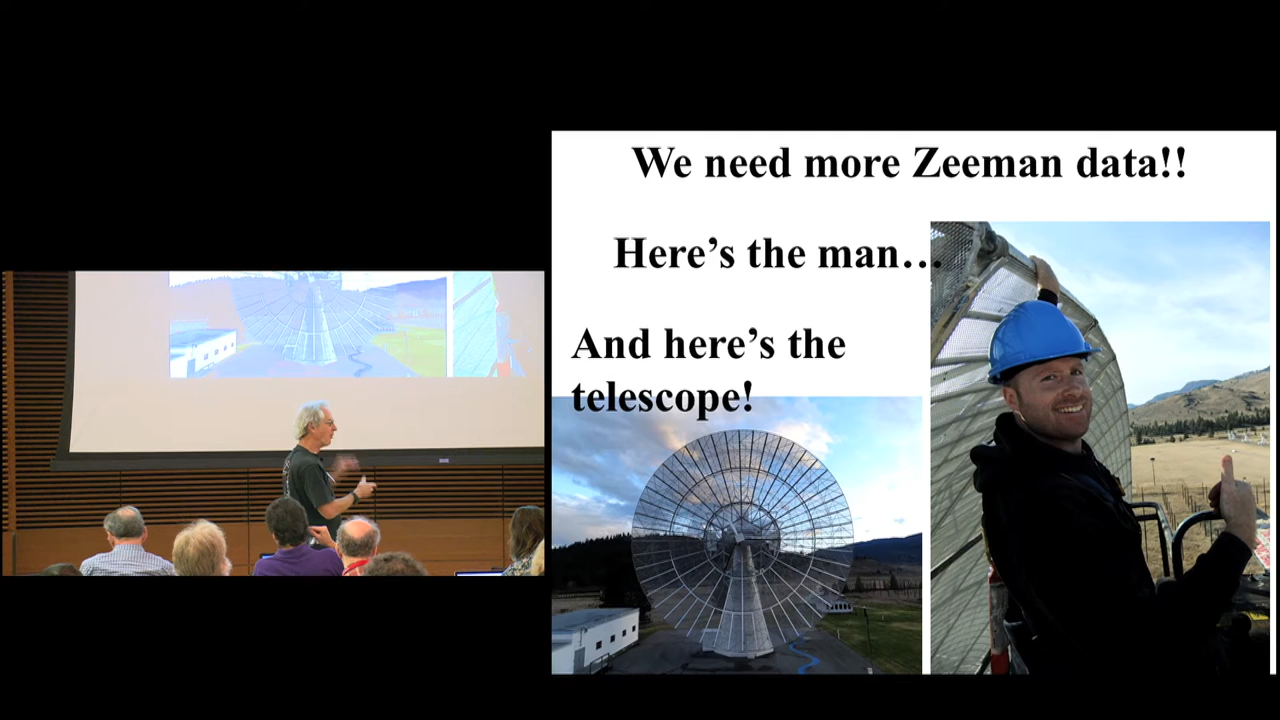 We need more Zeeman data!!
Here’s the man…
And here’s the
telescope!